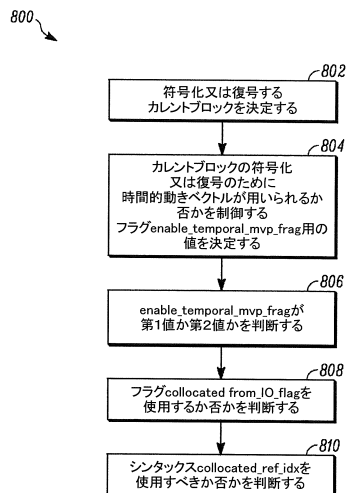 800
802
符号化又は復号する
カレントブロックを決定する
804
カレントブロックの符号化
又は復号のために
時間的動きベクトルが用いられるか
否かを制御する
フラグenable_temporal_mvp_frag用の
値を決定する
806
enable_temporal_mvp_fragが
第1値か第2値かを判断する
808
フラグcollocated from_IO_flagを
使用するか否かを判断する
810
シンタックスcollocated_ref_idxを
使用すべきか否かを判断する